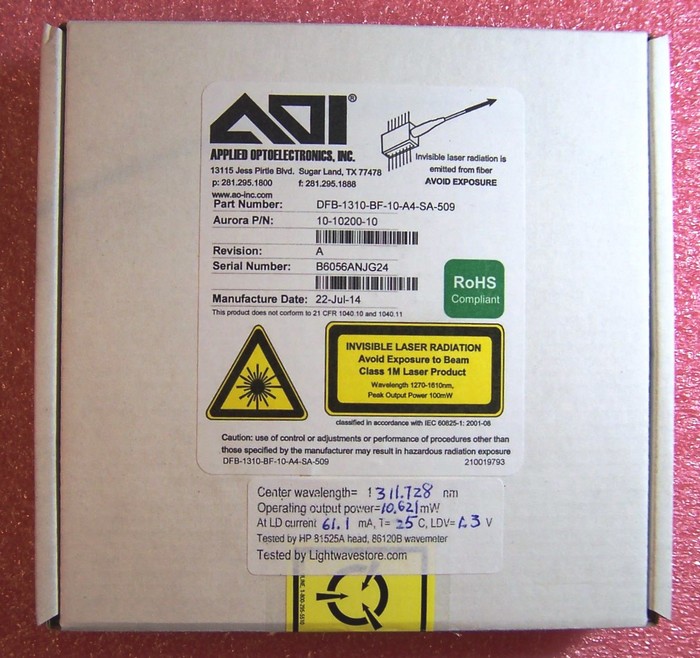 AOI®
APPLIED OPTOELECTRONICS, INC.
13115 Jess Pirtle Blvd. Sugar Land, TX 77478
p: 281.295.1800 f: 281.295.1888
www.ao-inc.com
Invisible laser radiation is
emitted from fiber
AVOID EXPOSURE
Part Number: DFB-1310-BF-10-A4-SA-509
Aurora P/N: 10-10200-10
Revision: A
Serial Number: B6056ANJG24
RoHS
Compliant
Manufacture Date: 22-Jul-14
This product does not conform to 21 CFR 1040.10 and 1040.11
INVISIBLE LASER RADIATION
Avoid Exposure to Beam
Class 1M Laser Product
Wavelength 1270-1610nm,
Peak Output Power 100mW
classified in accordance with IEC 60825-1: 2001-08
Caution: use of control or adjustments or performance of procedures other than
those specified by the manufacturer may result in hazardous radiation exposure
DFB-1310-BF-10-A4-SA-509 210019793
Center wavelength= 1311.728 nm
Operating output power=10.621mW
At LD current 61.1 mA, T= 25C, LDV=1.3 V
Tested by HP 81525A head, 86120B wavemeter
Tested by Lightwavestore.com